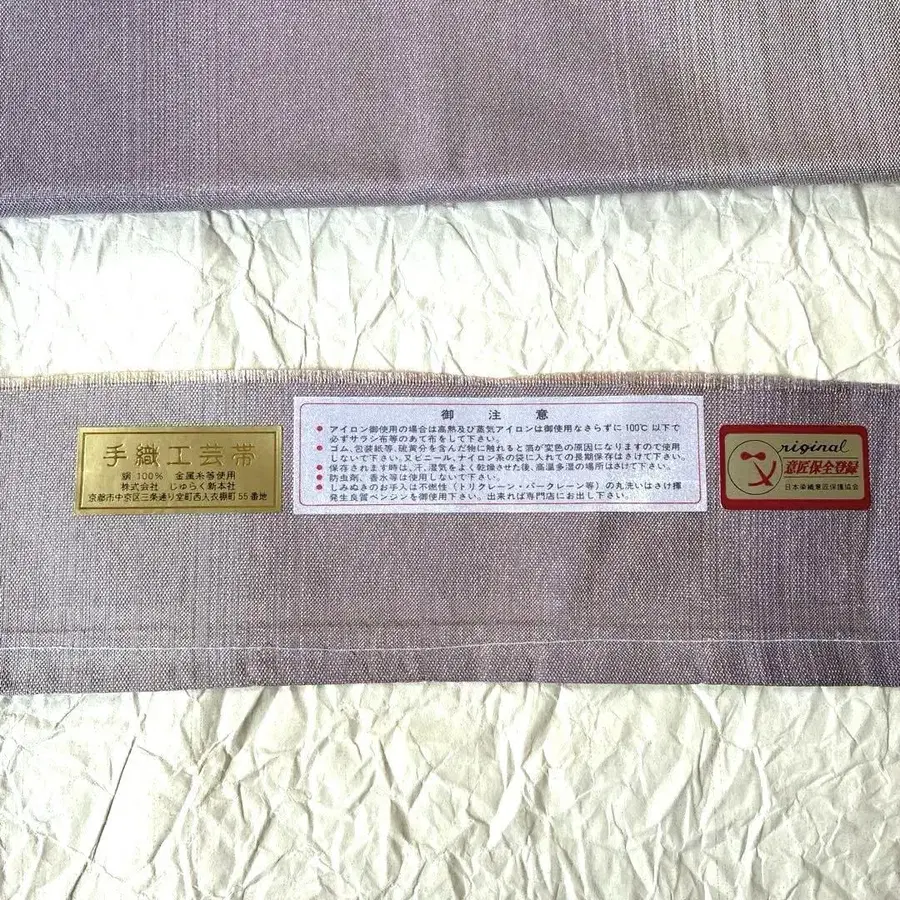 手織工芸帯
絹100% 金属糸等使用
株式会社 じゅらく新本社
京都市中京区三条通り室町西入衣棚町55番地
御注意
● アイロン御使用の場合は高熱及び蒸気アイロンは御使用なさらずに100℃以下で
必ずサラシ布等のあて布をして下さい。
● ゴム、包装紙等、硫黄分を含んだ物に触れると箔が変色の原因になりますので使用
しないで下さい。又ビニール、ナイロン系の袋に入れての長期保存はさけて下さい。
● 保存されます時は、汗、湿気をよく乾燥させた後、高温多湿の場所はさけて下さい。
● 防虫剤、香水等は使用しないで下さい。
● しみぬきのお手入は不燃性(トリクレーン・パークレーン等)の丸洗いはさけ揮
発生良質ベンジンを御使用下さい。出来れば専門店にお出し下さい。
Original
意匠保全登録
日本染織意匠保護協会